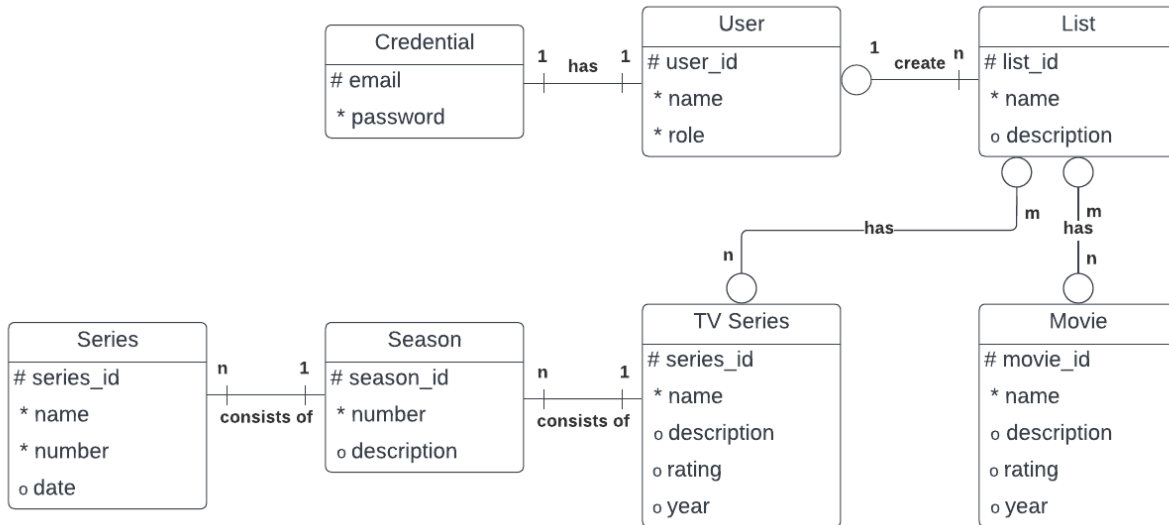 Credential
# email
* password
1
has
1
User
# user_id
* name
* role
1
create
n
List
# list_id
* name
o description
m
has
n
m
has
n
Series
# series_id
* name
* number
o date
n
consists of
1
Season
# season_id
* number
o description
n
consists of
1
TV Series
# series_id
* name
o description
o rating
o year
Movie
# movie_id
* name
o description
o rating
o year